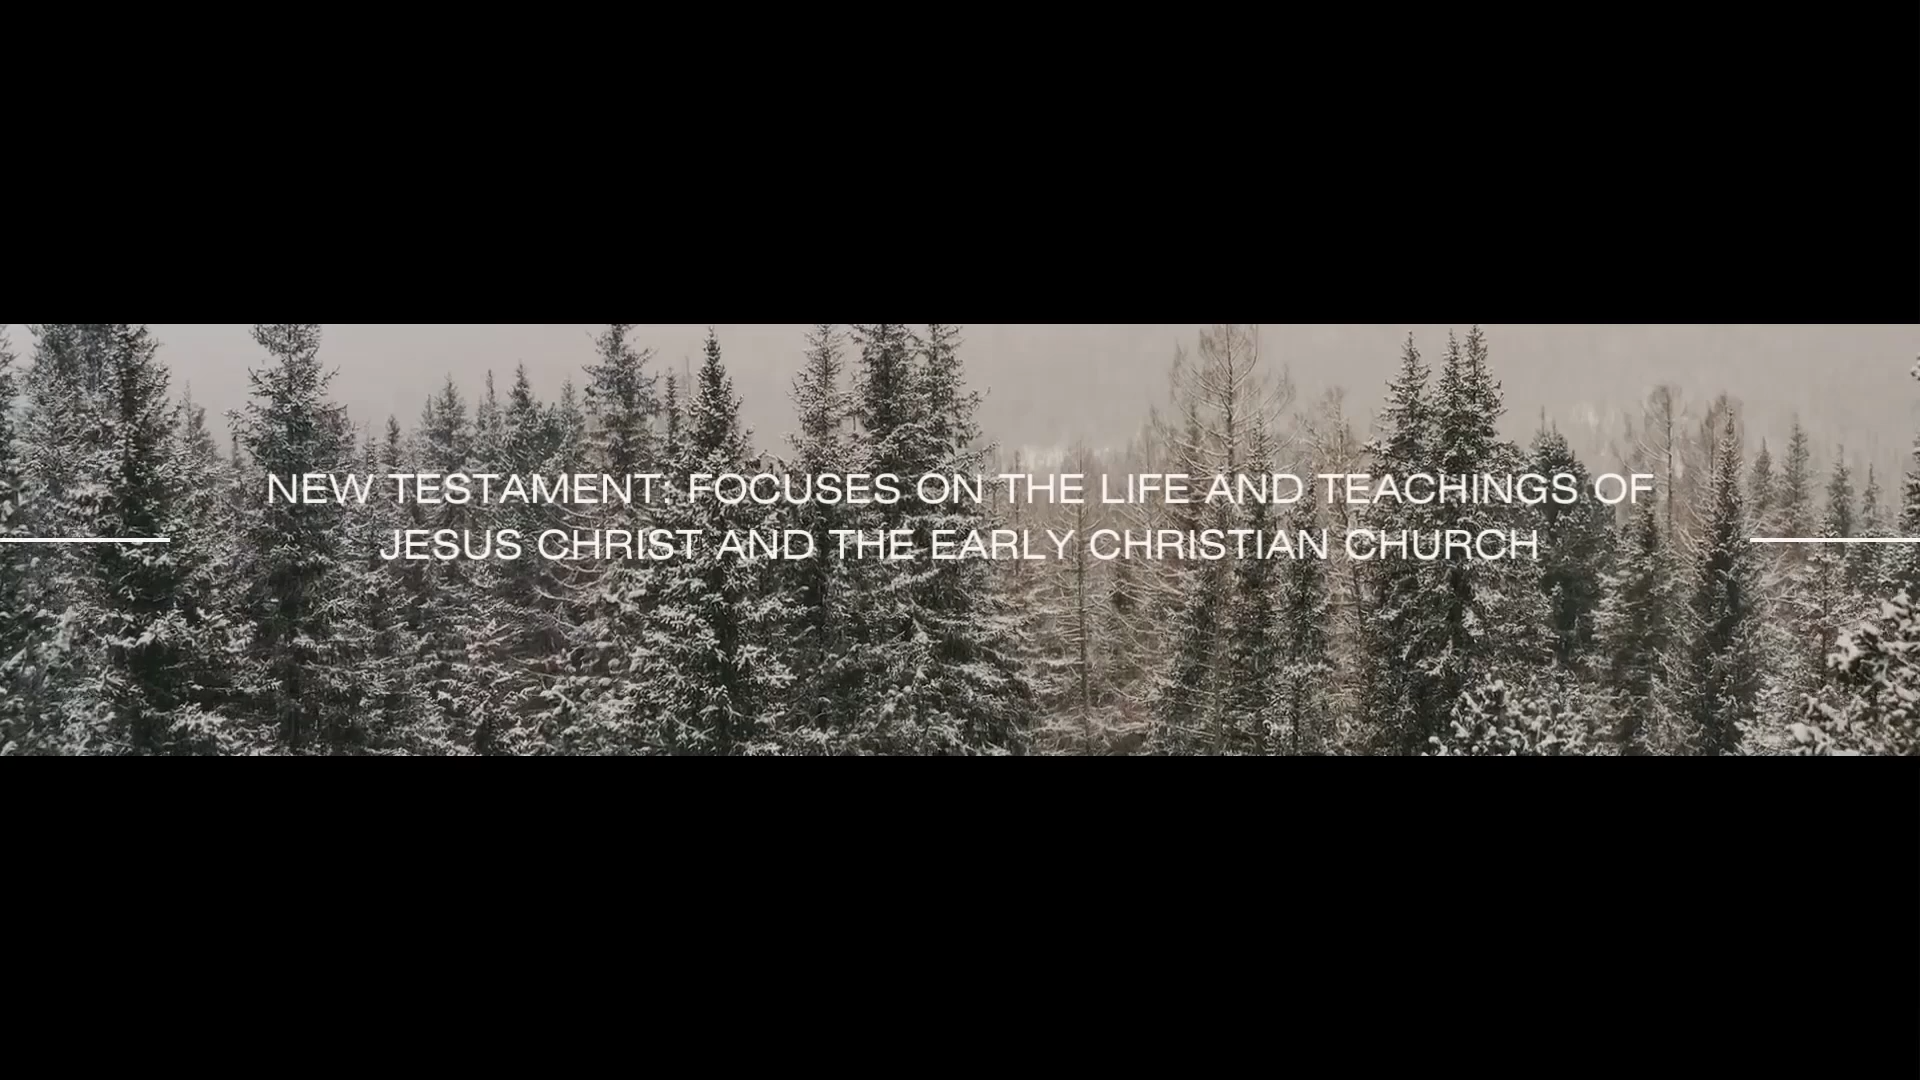 NEW TESTAMENT: FOCUSES ON THE LIFE AND TEACHINGS OF
JESUS CHRIST AND THE EARLY CHRISTIAN CHURCH